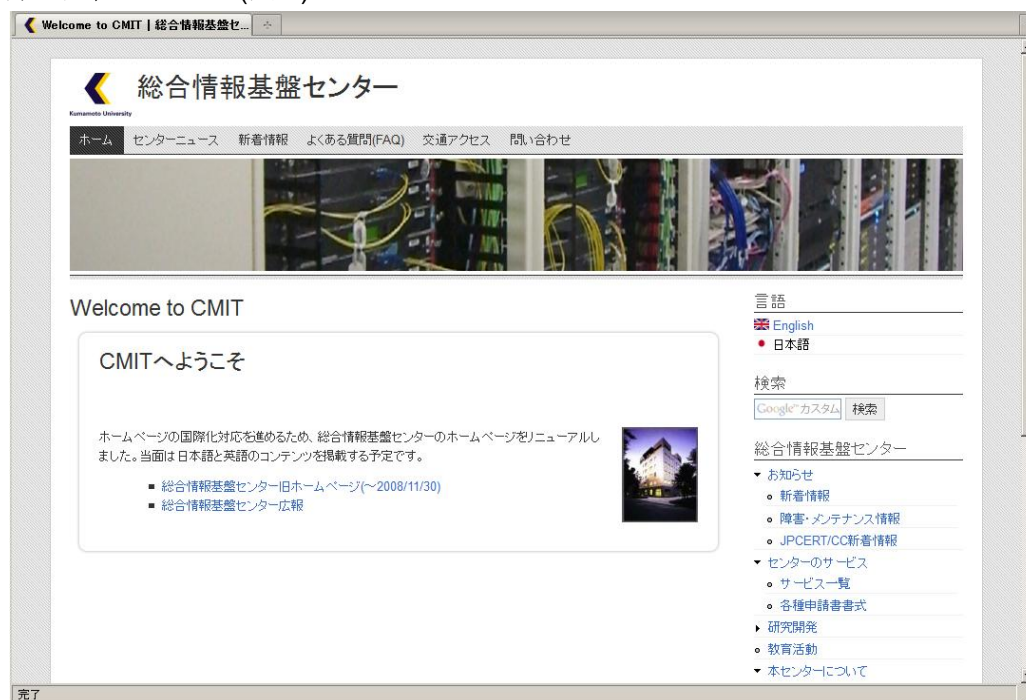 Welcome to CMIT | 総合情報基盤セ...
総合情報基盤センター
Kumamoto University
ホーム センターニュース 新着情報 よくある質問(FAQ) 交通アクセス 問い合わせ
Welcome to CMIT
CMITへようこそ
ホームページの国際化対応を進めるため、総合情報基盤センターのホームページをリニューアルし
ました。当面は日本語と英語のコンテンツを掲載する予定です。
総合情報基盤センター旧ホームページ(～2008/11/30)
総合情報基盤センター広報
言語
English
日本語
検索
Google カスタム 検索
総合情報基盤センター
お知らせ
新着情報
障害・メンテナンス情報
JPCERT/CC新着情報
センターのサービス
サービス一覧
各種申請書書式
研究開発
教育活動
本センターについて
完了